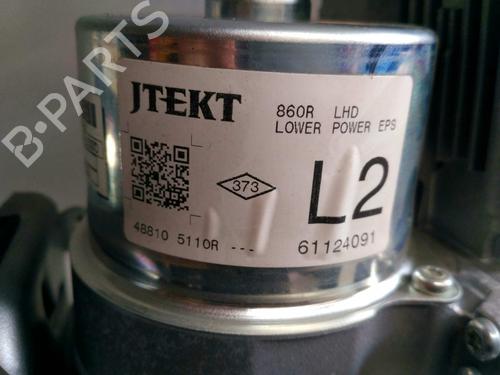 B-PARTS
JTEKT
860R LHD
LOWER POWER EPS
373
L2
48810 5110R ---
61124091